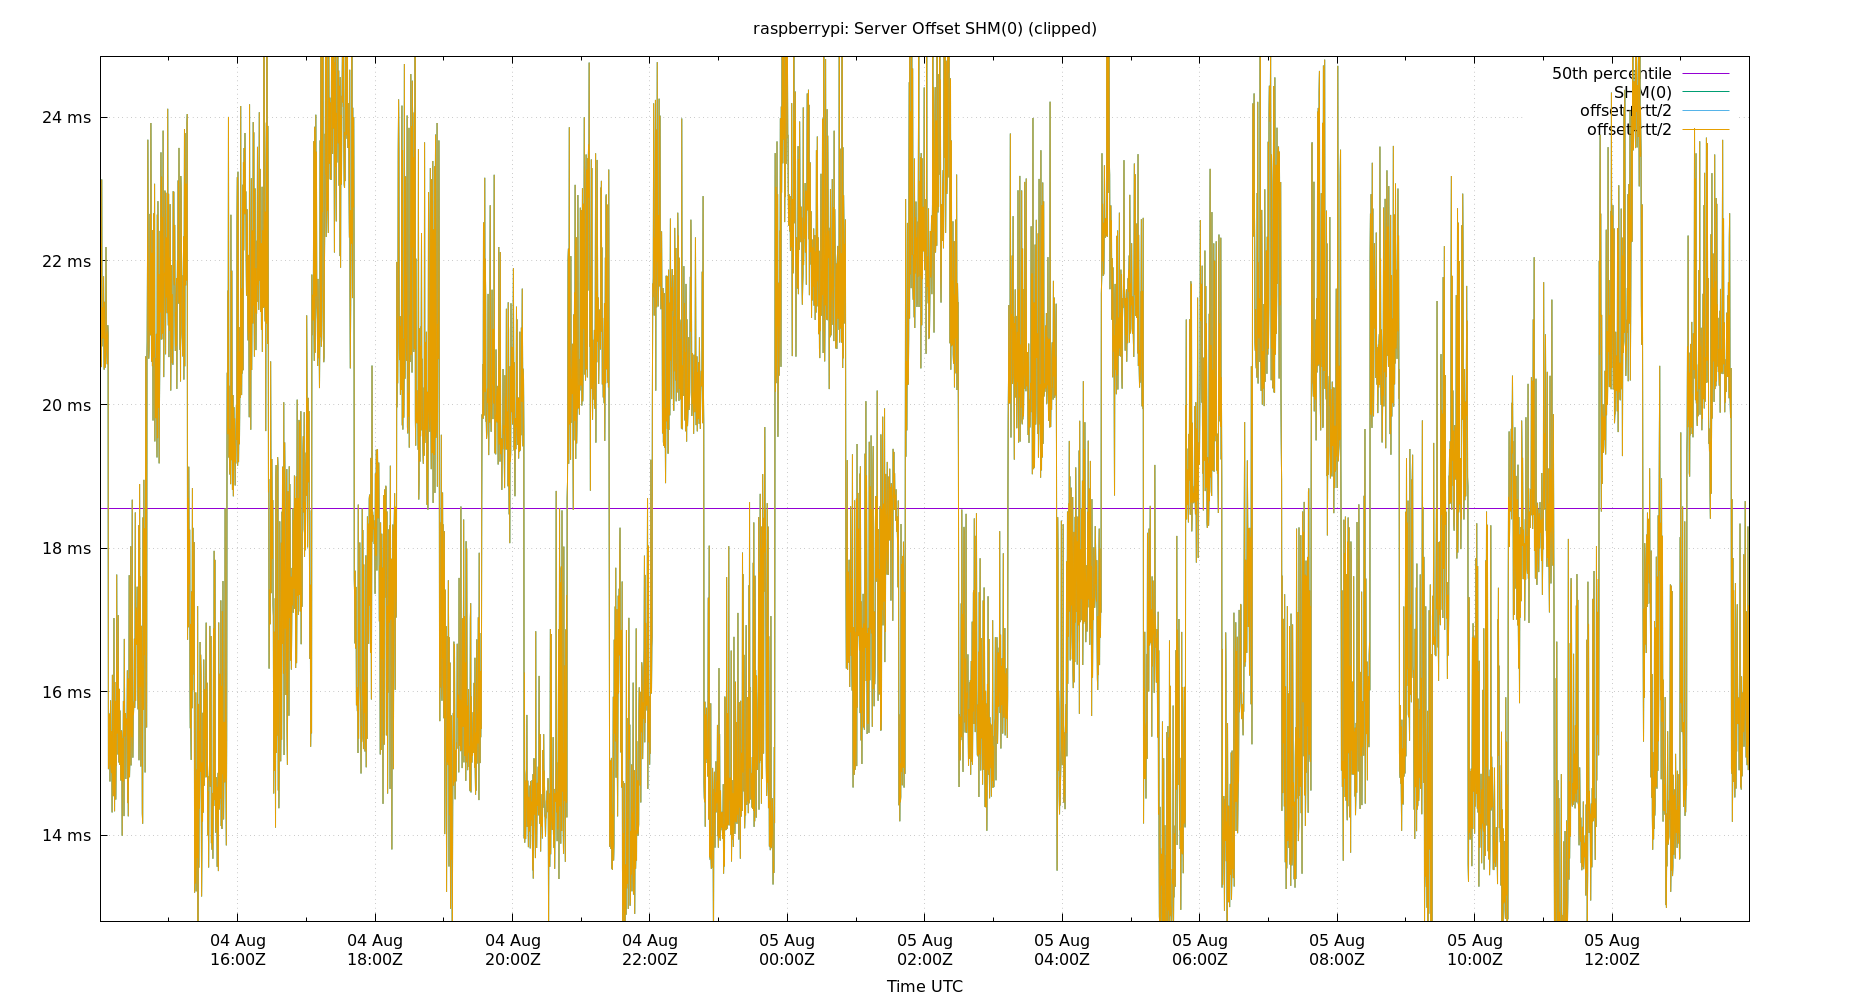 raspberrypi: Server Offset SHM(0) (clipped)
50th percentile
SHM(0)
offset+rtt/2
offset-rtt/2
24 ms
22 ms
20 ms
18 ms
16 ms
14 ms
04 Aug 04 Aug 04 Aug 04 Aug 05 Aug 05 Aug 05 Aug 05 Aug 05 Aug 05 Aug 05 Aug
16:00Z 18:00Z 20:00Z 22:00Z 00:00Z 02:00Z 04:00Z 06:00Z 08:00Z 10:00Z 12:00Z
Time UTC